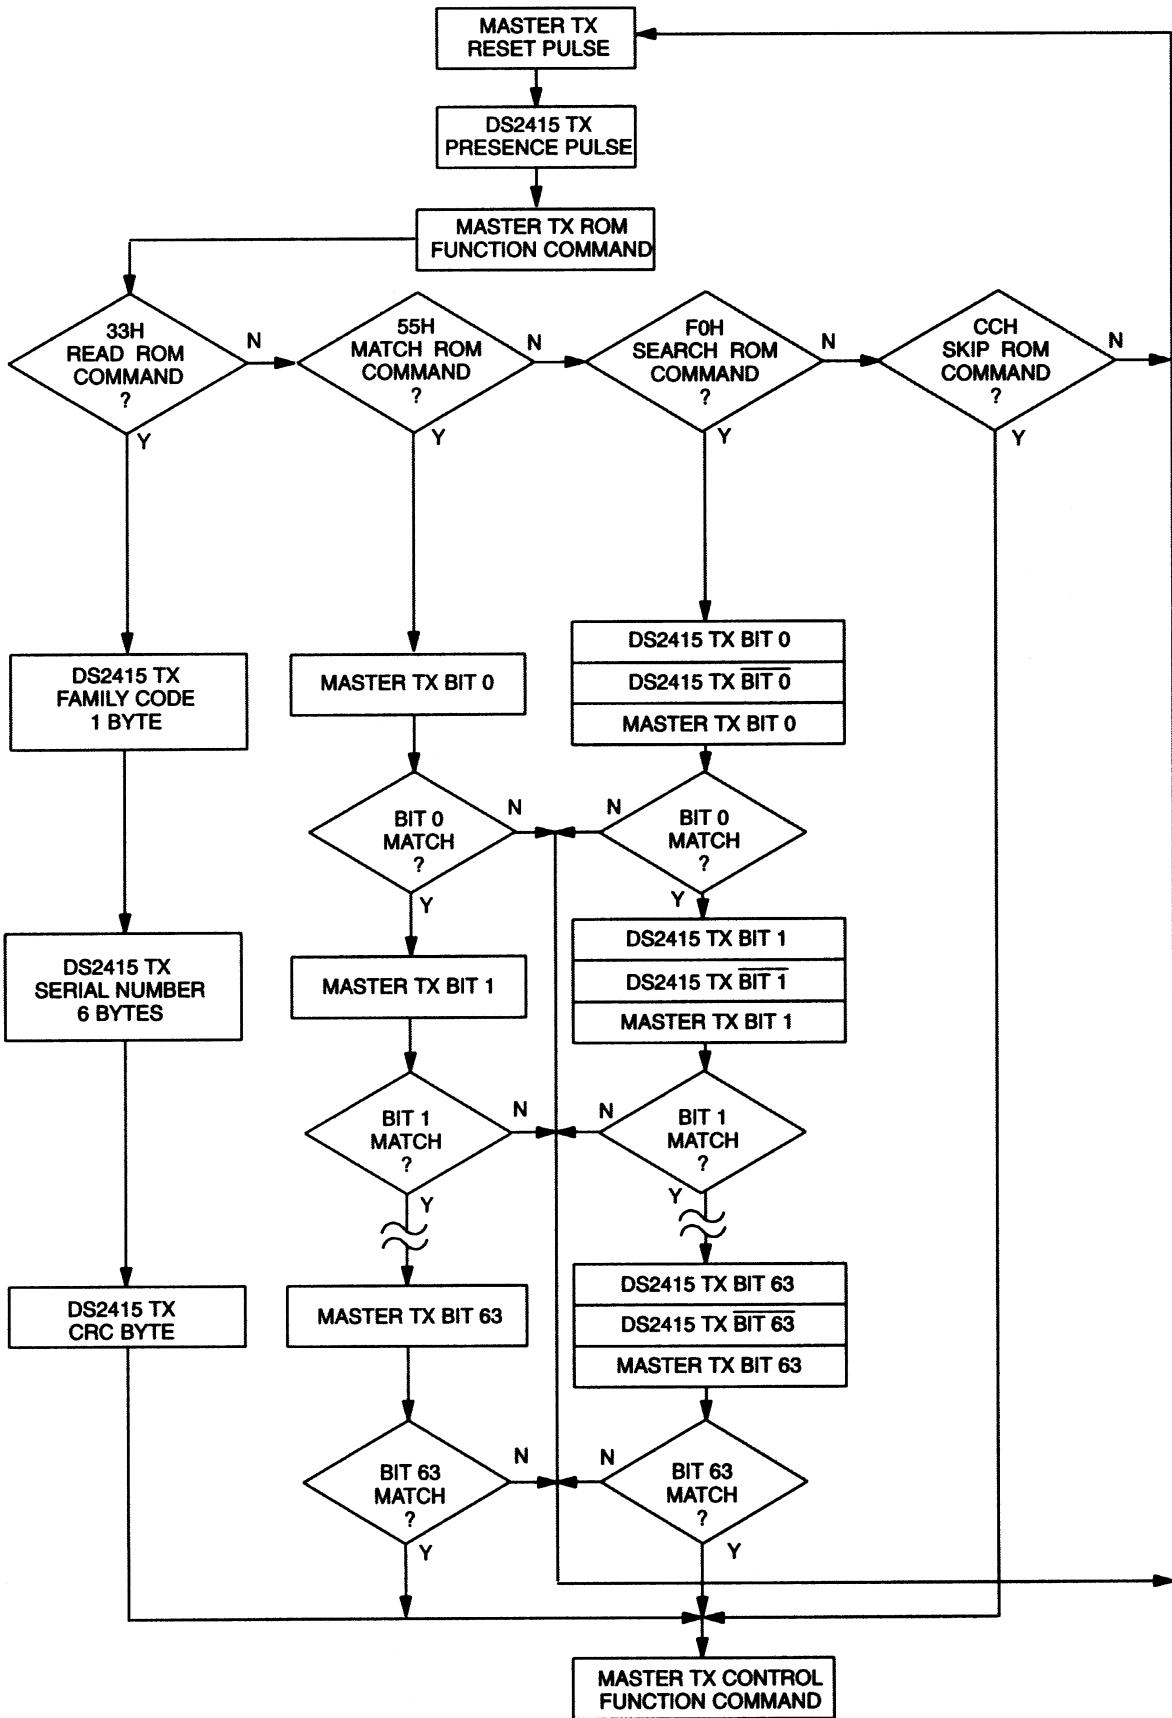 MASTER TX
RESET PULSE
DS2415 TX
PRESENCE PULSE
MASTER TX ROM
FUNCTION COMMAND
33H
READ ROM
COMMAND
?
N
Y
55H
MATCH ROM
COMMAND
?
N
Y
F0H
SEARCH ROM
COMMAND
?
N
Y
CCH
SKIP ROM
COMMAND
?
N
Y
DS2415 TX
FAMILY CODE
1 BYTE
DS2415 TX
SERIAL NUMBER
6 BYTES
DS2415 TX
CRC BYTE
MASTER TX BIT 0
BIT 0
MATCH
?
N
Y
MASTER TX BIT 1
BIT 1
MATCH
?
N
Y
MASTER TX BIT 63
BIT 63
MATCH
?
N
Y
DS2415 TX BIT 0
DS2415 TX B̅I̅T̅ ̅0̅
MASTER TX BIT 0
BIT 0
MATCH
?
N
Y
DS2415 TX BIT 1
DS2415 TX B̅I̅T̅ ̅1̅
MASTER TX BIT 1
BIT 1
MATCH
?
N
Y
DS2415 TX BIT 63
DS2415 TX B̅I̅T̅ ̅6̅3̅
MASTER TX BIT 63
BIT 63
MATCH
?
N
Y
MASTER TX CONTROL
FUNCTION COMMAND